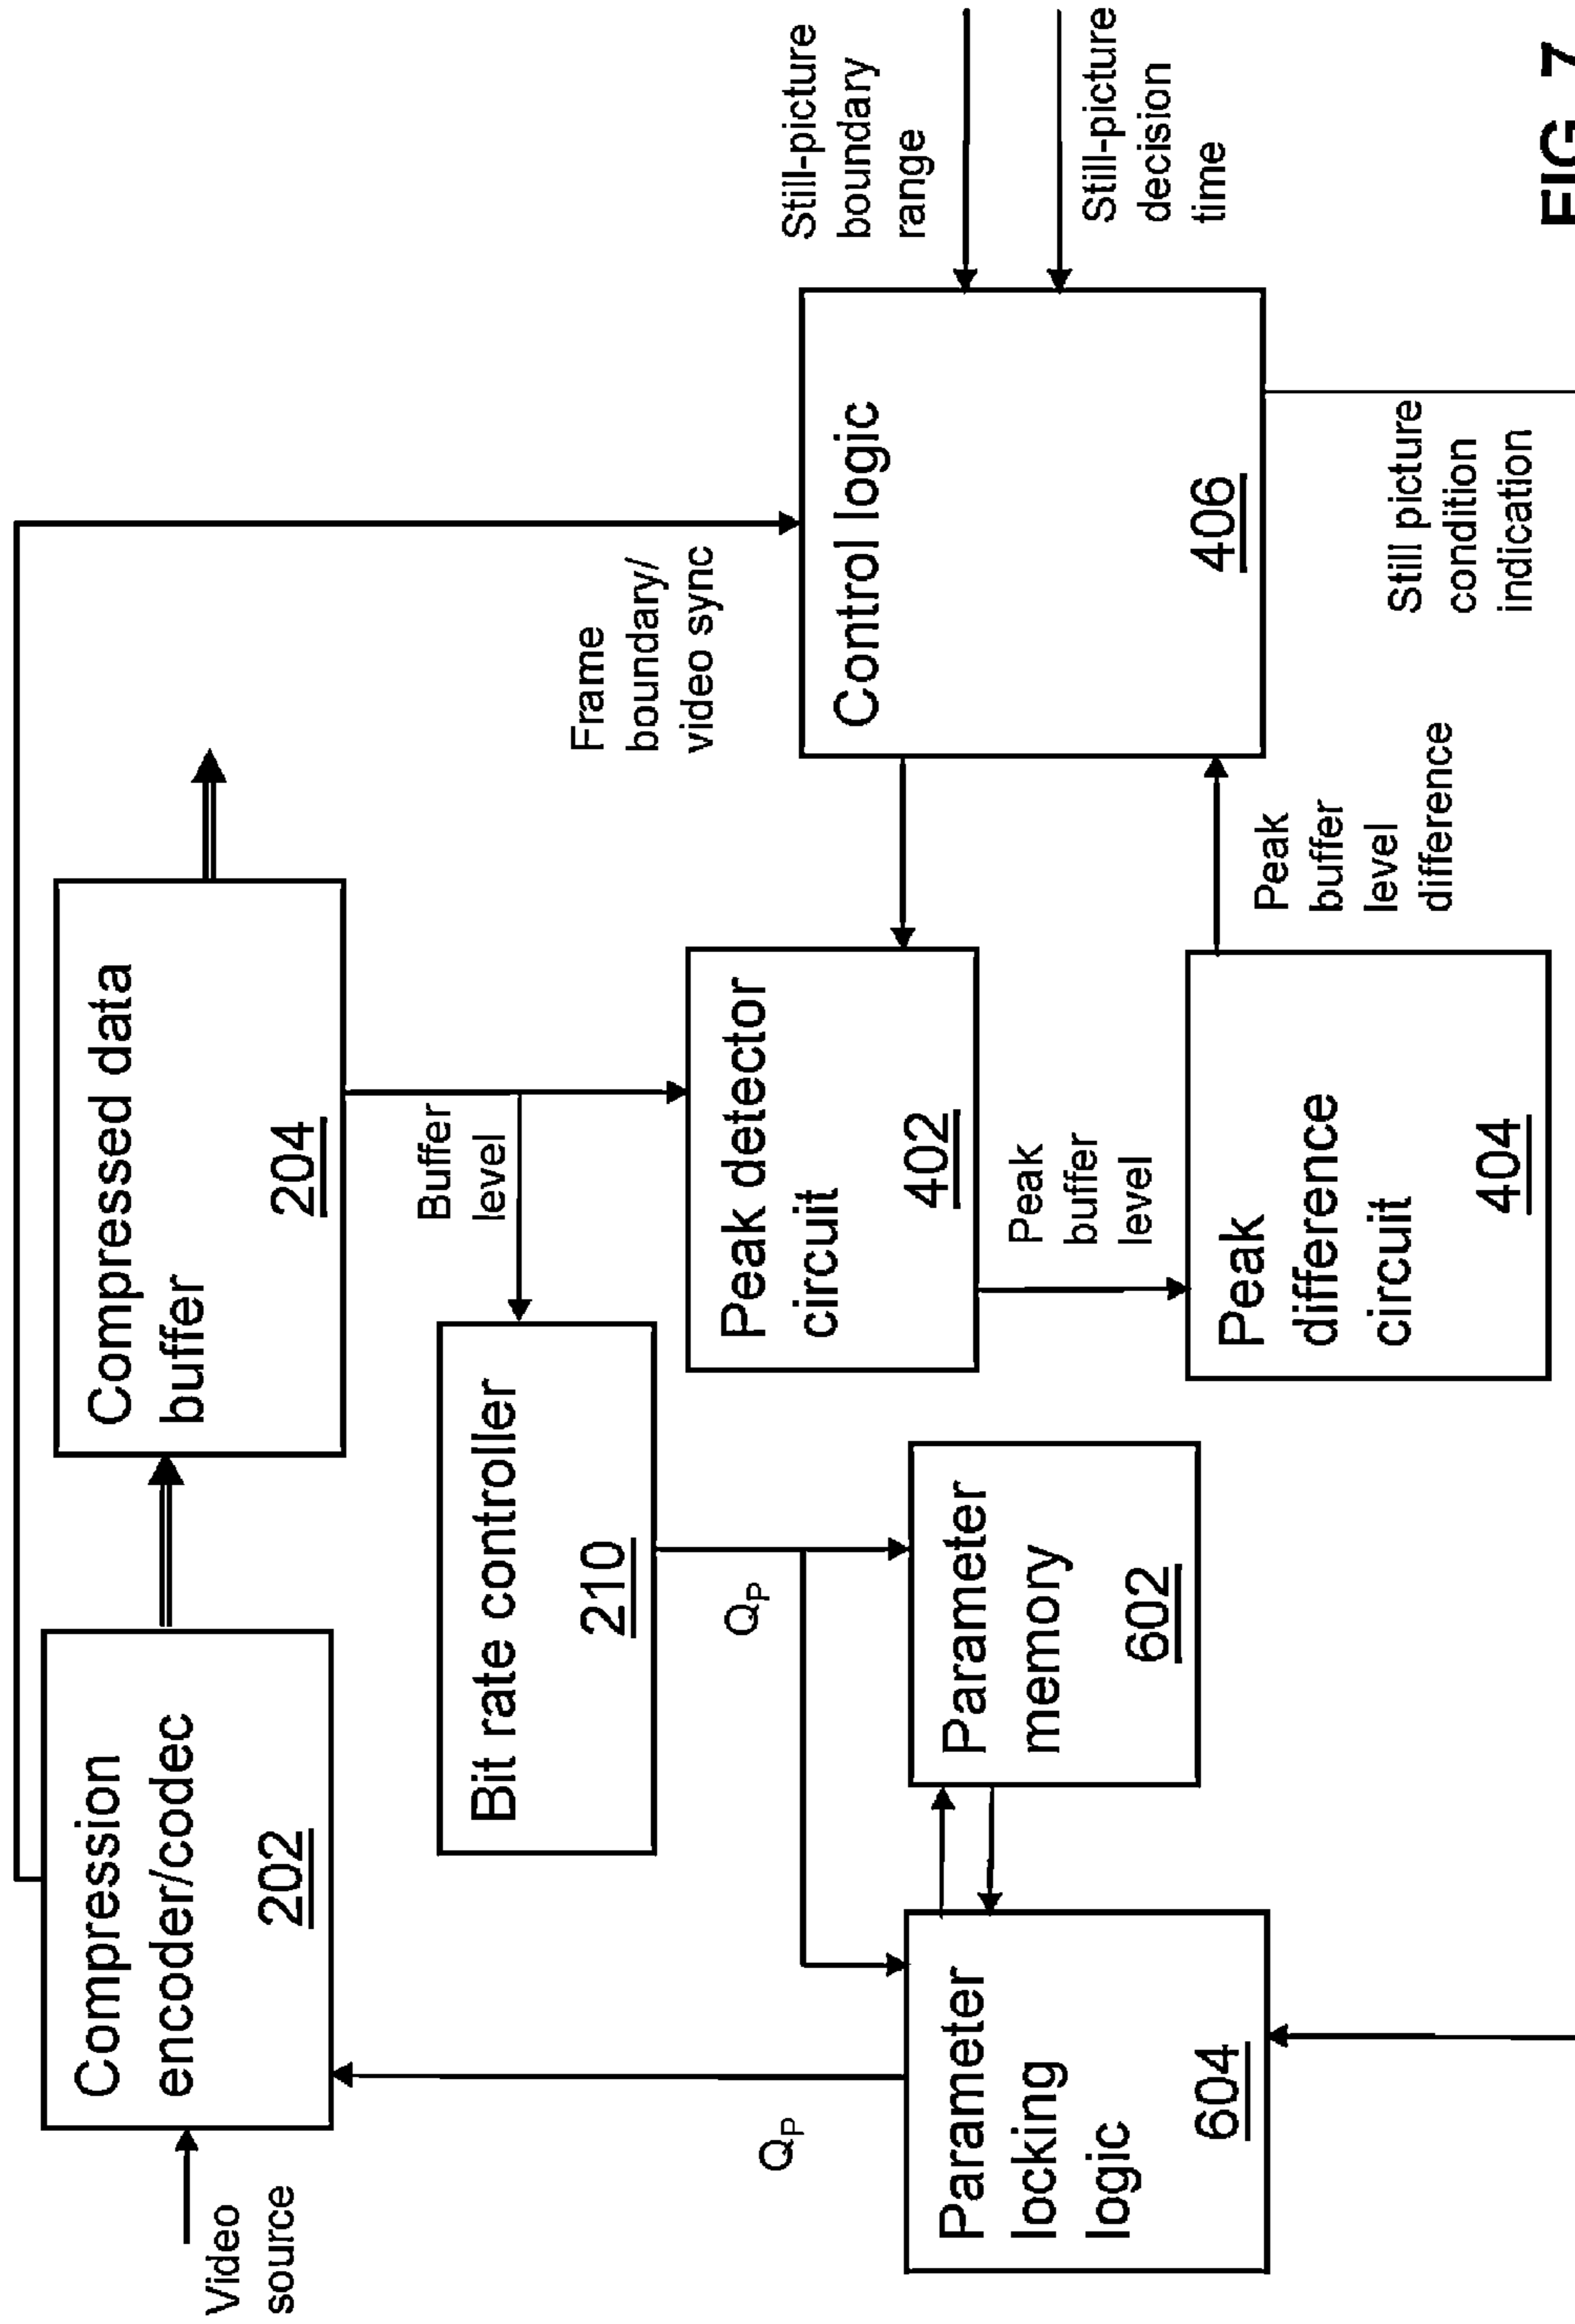 Video
source
Compression
encoder/codec
202
Compressed data
buffer
204
Buffer
level
Bit rate controller
210
Frame
boundary/
video sync
Q_P
Q_P
Peak detector
circuit
402
Control logic
406
Still-picture
boundary
range
Still-picture
decision
time
Parameter
locking
logic
604
Parameter
memory
602
Peak
buffer
level
Peak
difference
circuit
404
Peak
buffer
level
difference
Still picture
condition
indication
FIG. 7